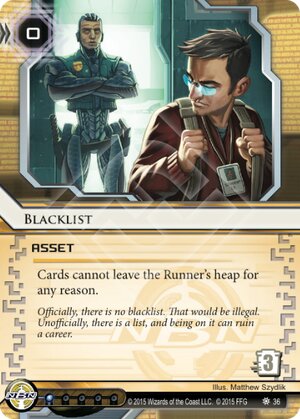 0
BLACKLIST
ASSET
Cards cannot leave the Runner's heap for
any reason.
Officially, there is no blacklist. That would be illegal.
Unofficially, there is a list, and being on it can ruin
a career.
3
Illus. Matthew Szydlik
NBN
© 2015 Wizards of the Coast LLC. © 2015 FFG
36